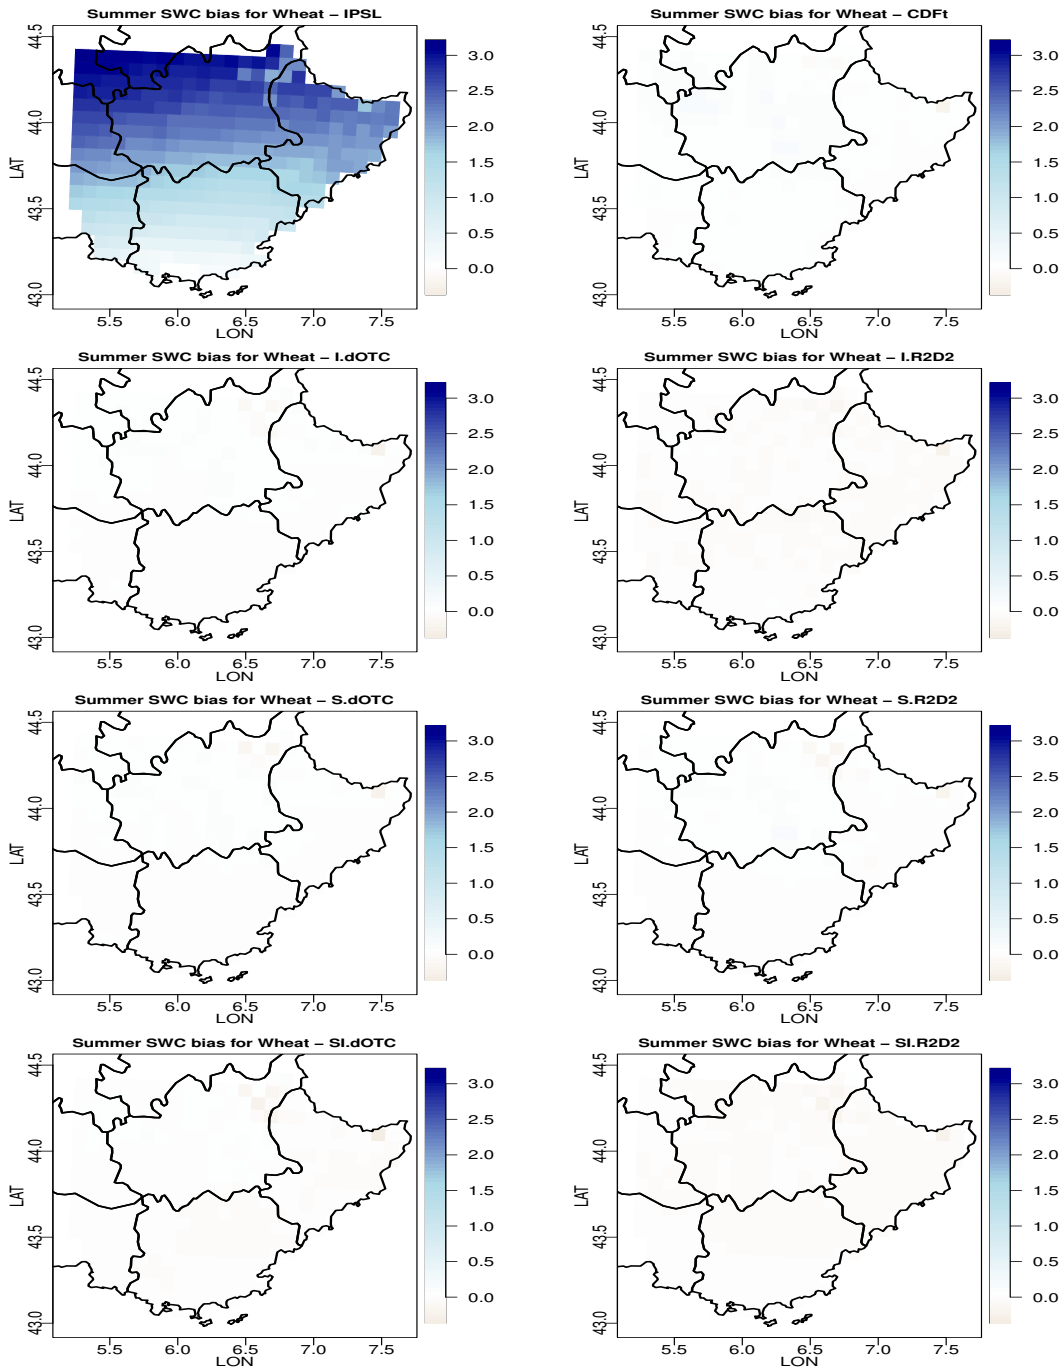 Summer SWC bias for Wheat – IPSL
44.5
44.0
43.5
43.0
LAT
5.5 6.0 6.5 7.0 7.5
LON
3.0
2.5
2.0
1.5
1.0
0.5
0.0
Summer SWC bias for Wheat – CDFt
44.5
44.0
43.5
43.0
LAT
5.5 6.0 6.5 7.0 7.5
LON
3.0
2.5
2.0
1.5
1.0
0.5
0.0
Summer SWC bias for Wheat – I.dOTC
44.5
44.0
43.5
43.0
LAT
5.5 6.0 6.5 7.0 7.5
LON
3.0
2.5
2.0
1.5
1.0
0.5
0.0
Summer SWC bias for Wheat – I.R2D2
44.5
44.0
43.5
43.0
LAT
5.5 6.0 6.5 7.0 7.5
LON
3.0
2.5
2.0
1.5
1.0
0.5
0.0
Summer SWC bias for Wheat – S.dOTC
44.5
44.0
43.5
43.0
LAT
5.5 6.0 6.5 7.0 7.5
LON
3.0
2.5
2.0
1.5
1.0
0.5
0.0
Summer SWC bias for Wheat – S.R2D2
44.5
44.0
43.5
43.0
LAT
5.5 6.0 6.5 7.0 7.5
LON
3.0
2.5
2.0
1.5
1.0
0.5
0.0
Summer SWC bias for Wheat – SI.dOTC
44.5
44.0
43.5
43.0
LAT
5.5 6.0 6.5 7.0 7.5
LON
3.0
2.5
2.0
1.5
1.0
0.5
0.0
Summer SWC bias for Wheat – SI.R2D2
44.5
44.0
43.5
43.0
LAT
5.5 6.0 6.5 7.0 7.5
LON
3.0
2.5
2.0
1.5
1.0
0.5
0.0